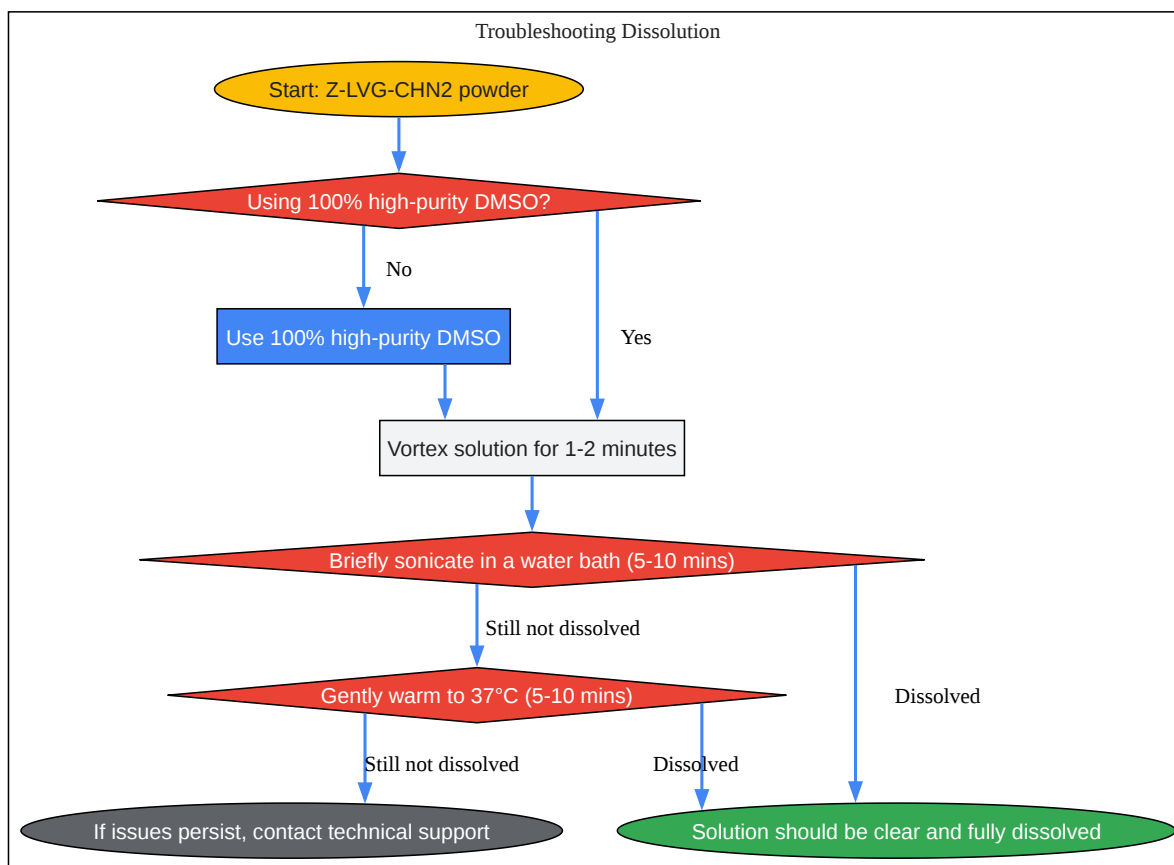 Troubleshooting Dissolution
Start: Z-LVG-CHN2 powder
Using 100% high-purity DMSO?
No
Use 100% high-purity DMSO
Yes
Vortex solution for 1-2 minutes
Briefly sonicate in a water bath (5-10 mins)
Still not dissolved
Gently warm to 37°C (5-10 mins)
Dissolved
Still not dissolved
Dissolved
If issues persist, contact technical support
Solution should be clear and fully dissolved